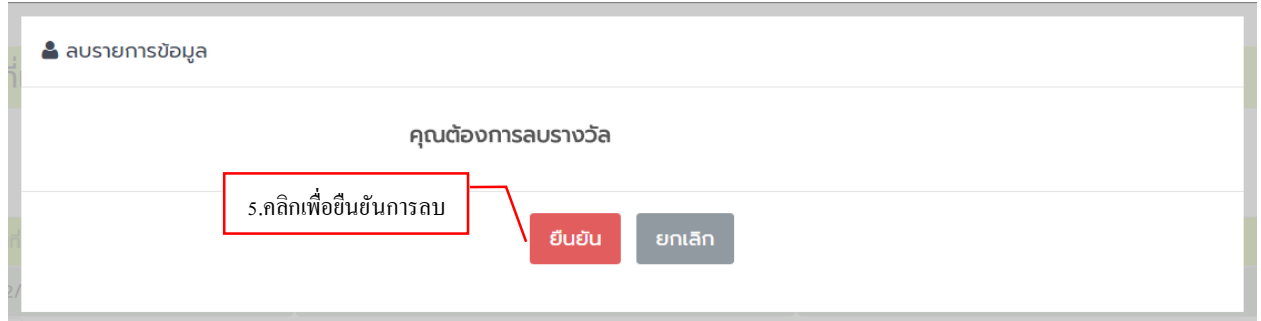 ลบรายการข้อมูล
คุณต้องการลบรางวัล
5.คลิกเพื่อยืนยันการลบ
ยืนยัน
ยกเลิก